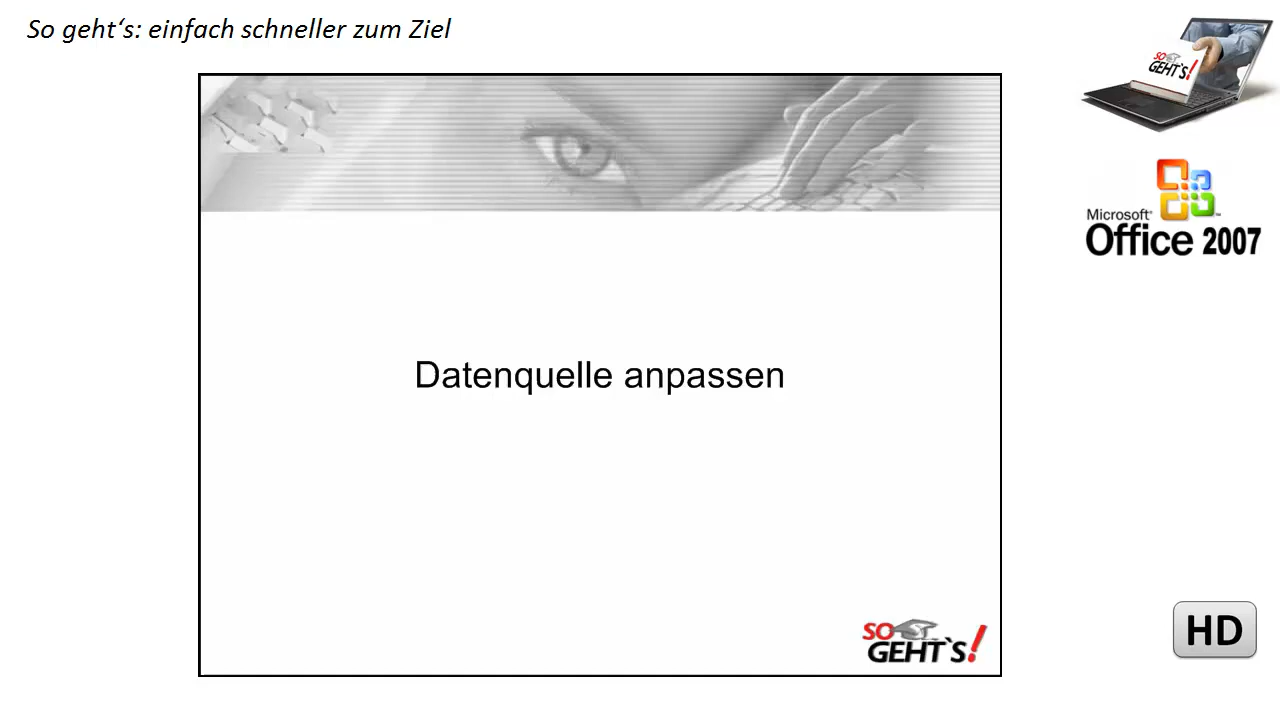 So geht‘s: einfach schneller zum Ziel
SO
GEHT`S!
Microsoft®
Office 2007
Datenquelle anpassen
SO
GEHT`S!
HD